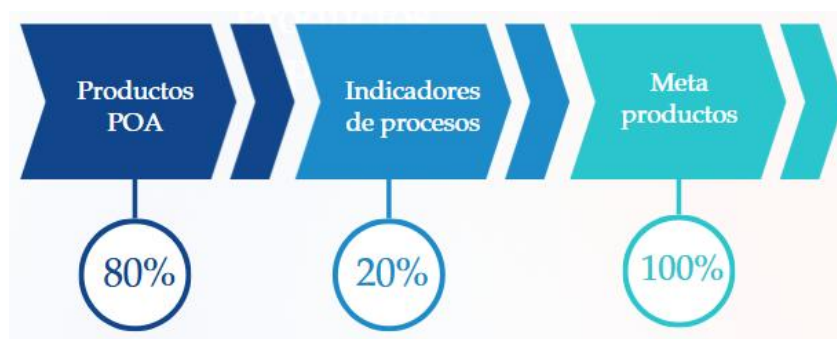 Productos
POA
Indicadores
de procesos
Meta
productos
80%
20%
100%